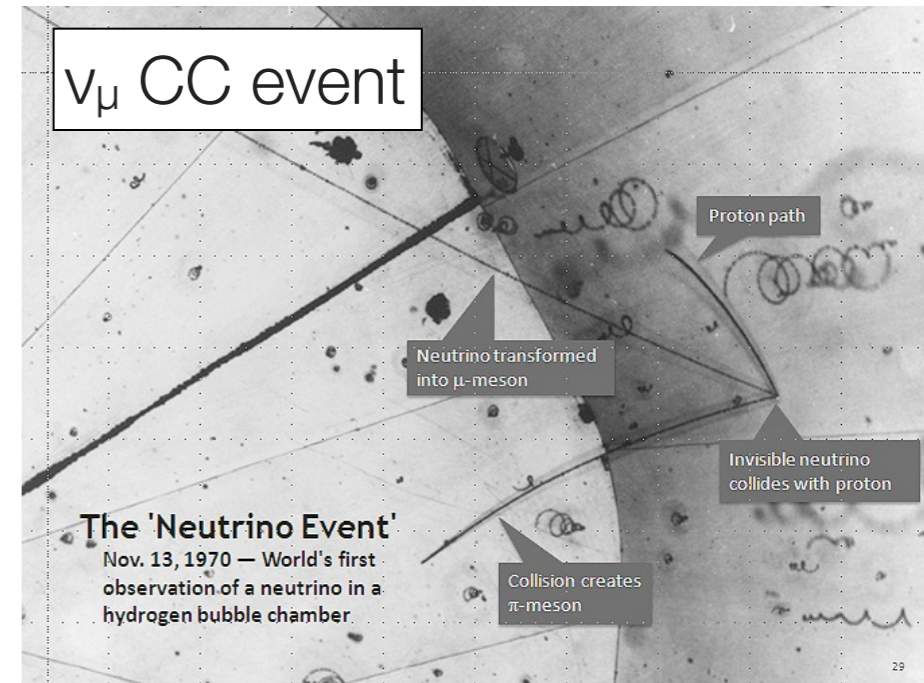 νμ CC event
Proton path
Neutrino transformed
into μ-meson
Invisible neutrino
collides with proton
The 'Neutrino Event'
Nov. 13, 1970 — World's first
observation of a neutrino in a
hydrogen bubble chamber
Collision creates
π-meson
29